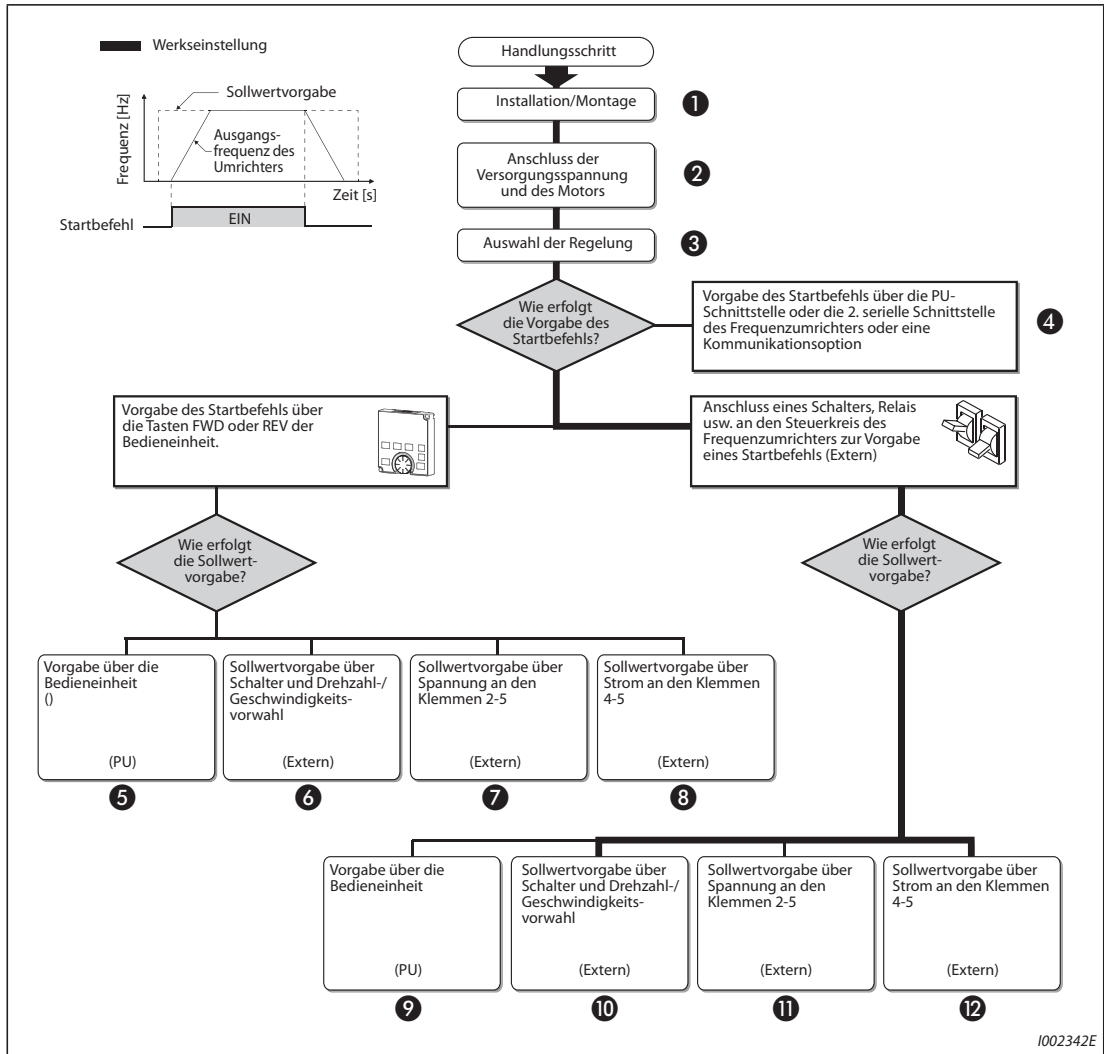 Werkseinstellung
Sollwertvorgabe
Frequenz [Hz]
Ausgangs-
frequenz des
Umrichters
Zeit [s]
Startbefehl
EIN
Handlungsschritt
Installation/Montage
1
Anschluss der
Versorgungsspannung
und des Motors
2
Auswahl der Regelung
3
Wie erfolgt
die Vorgabe des
Startbefehls?
Vorgabe des Startbefehls über die PU-
Schnittstelle oder die 2. serielle Schnittstelle
des Frequenzumrichters oder eine
Kommunikationsoption
4
Vorgabe des Startbefehls über
die Tasten FWD oder REV der
Bedieneinheit.
Anschluss eines Schalters, Relais
usw. an den Steuerkreis des
Frequenzumrichters zur Vorgabe
eines Startbefehls (Extern)
Wie erfolgt
die Sollwert-
vorgabe?
Wie erfolgt
die Sollwert-
vorgabe?
Vorgabe über die
Bedieneinheit
()
(PU)
5
Sollwertvorgabe über
Schalter und Drehzahl-/
Geschwindigkeits-
vorwahl
(Extern)
6
Sollwertvorgabe über
Spannung an den
Klemmen 2-5
(Extern)
7
Sollwertvorgabe über
Strom an den Klemmen
4-5
(Extern)
8
Vorgabe über die
Bedieneinheit
(PU)
9
Sollwertvorgabe über
Schalter und Drehzahl-/
Geschwindigkeits-
vorwahl
(Extern)
10
Sollwertvorgabe über
Spannung an den
Klemmen 2-5
(Extern)
11
Sollwertvorgabe über
Strom an den Klemmen
4-5
(Extern)
12
I002342E